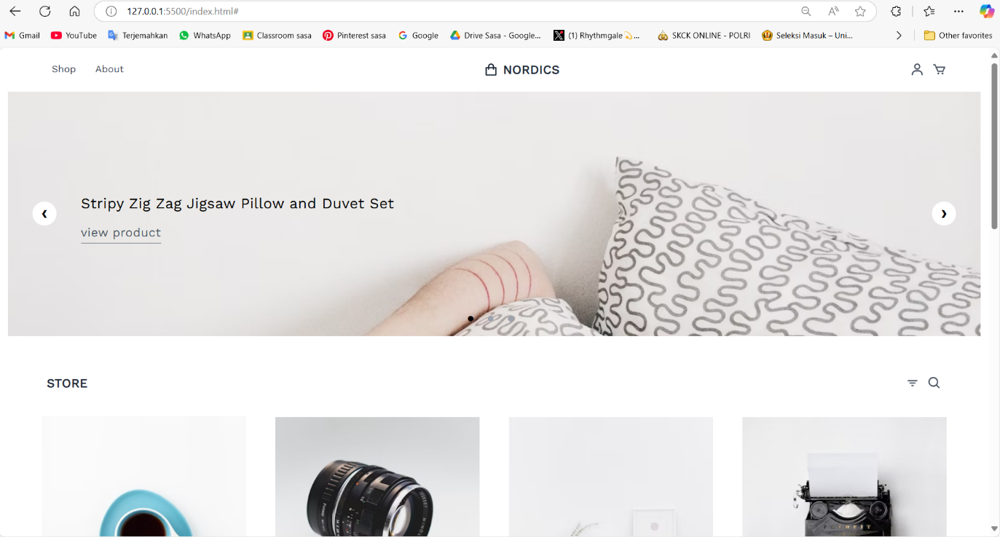 127.0.0.1:5500/index.html#
Gmail YouTube Terjemahkan WhatsApp Classroom sasa Pinterest sasa Google Drive Sasa - Google... (1) Rhythmgale 💫... SKCK ONLINE - POLRI Seleksi Masuk – Uni... Other favorites
Shop About NORDICS
Stripy Zig Zag Jigsaw Pillow and Duvet Set
view product
STORE